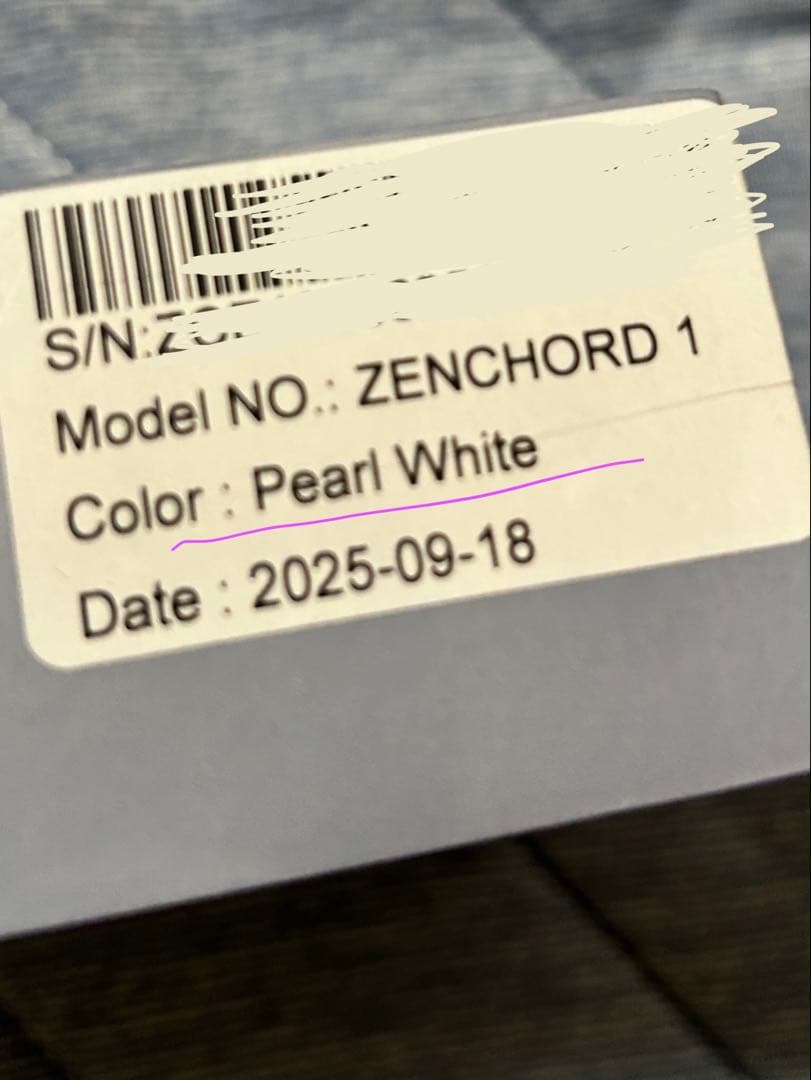 S/N:
Model NO.: ZENCHORD 1
Color : Pearl White
Date : 2025-09-18